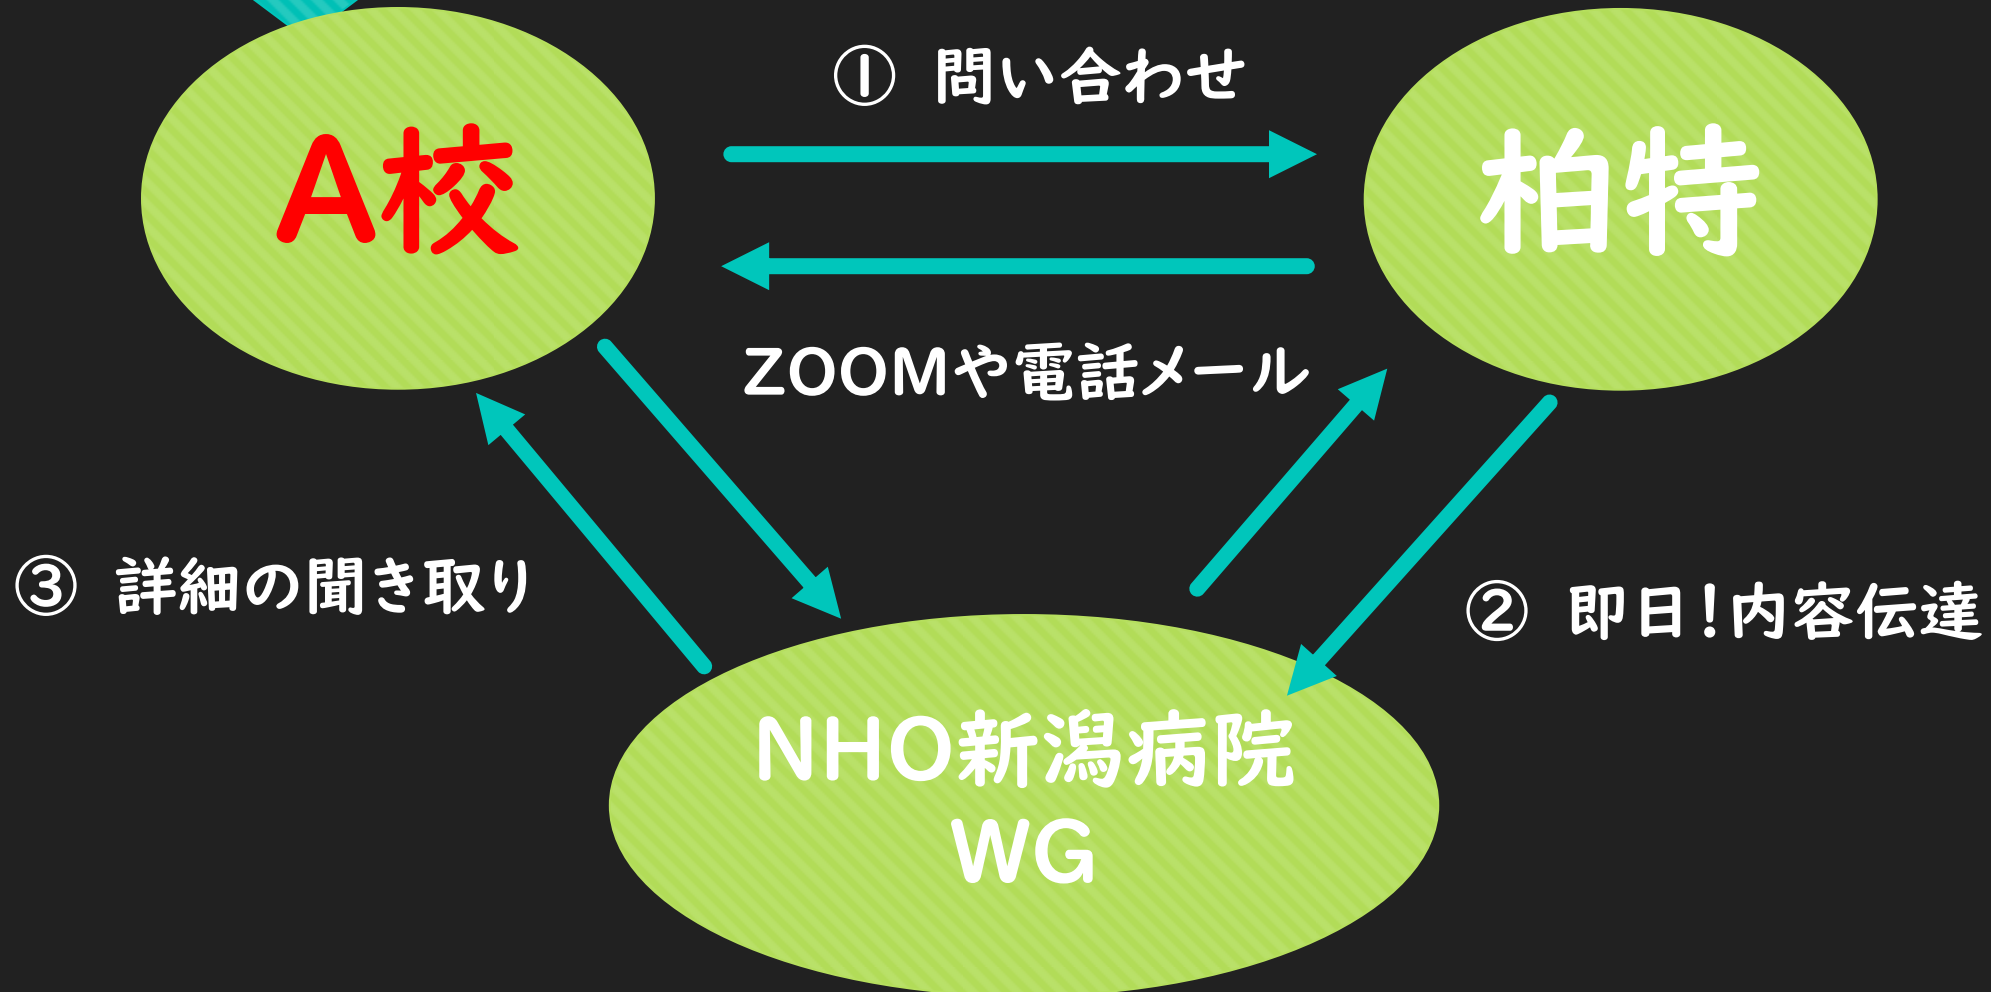 ① 問い合わせ
A校
柏特
ZOOMや電話メール
③ 詳細の聞き取り
② 即日！内容伝達
NHO新潟病院
WG